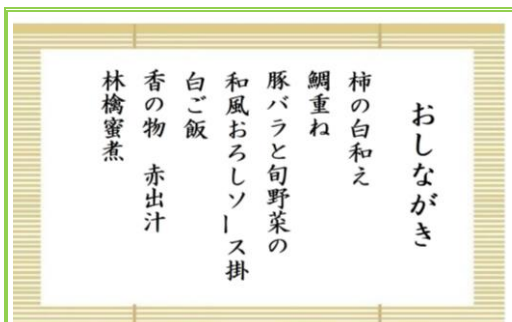 おしながき
柿の白和え
鯛重ね
豚バラと旬野菜の
和風おろしソース掛
白ご飯
香の物　赤出汁
林檎蜜煮